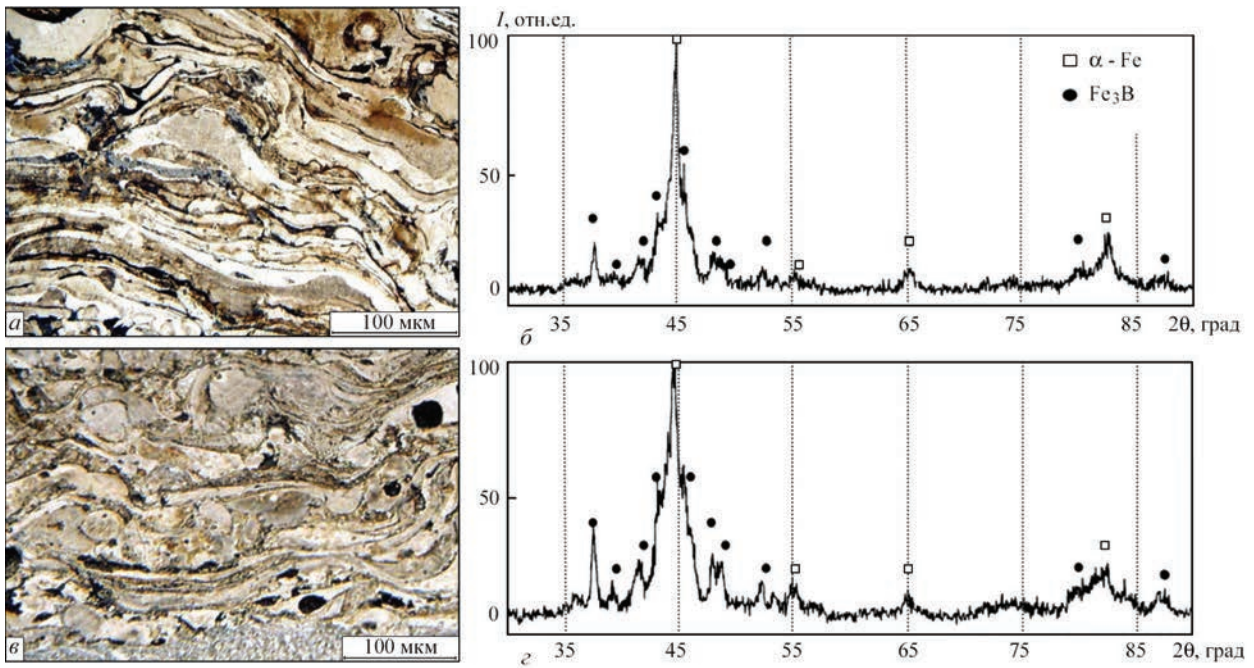 I, отн.ед.
100
50
0
35 45 55 65 75 85 2θ, град
□ α - Fe
● Fe₃B
а
100 мкм
б
100
50
0
35 45 55 65 75 85 2θ, град
в
100 мкм
г